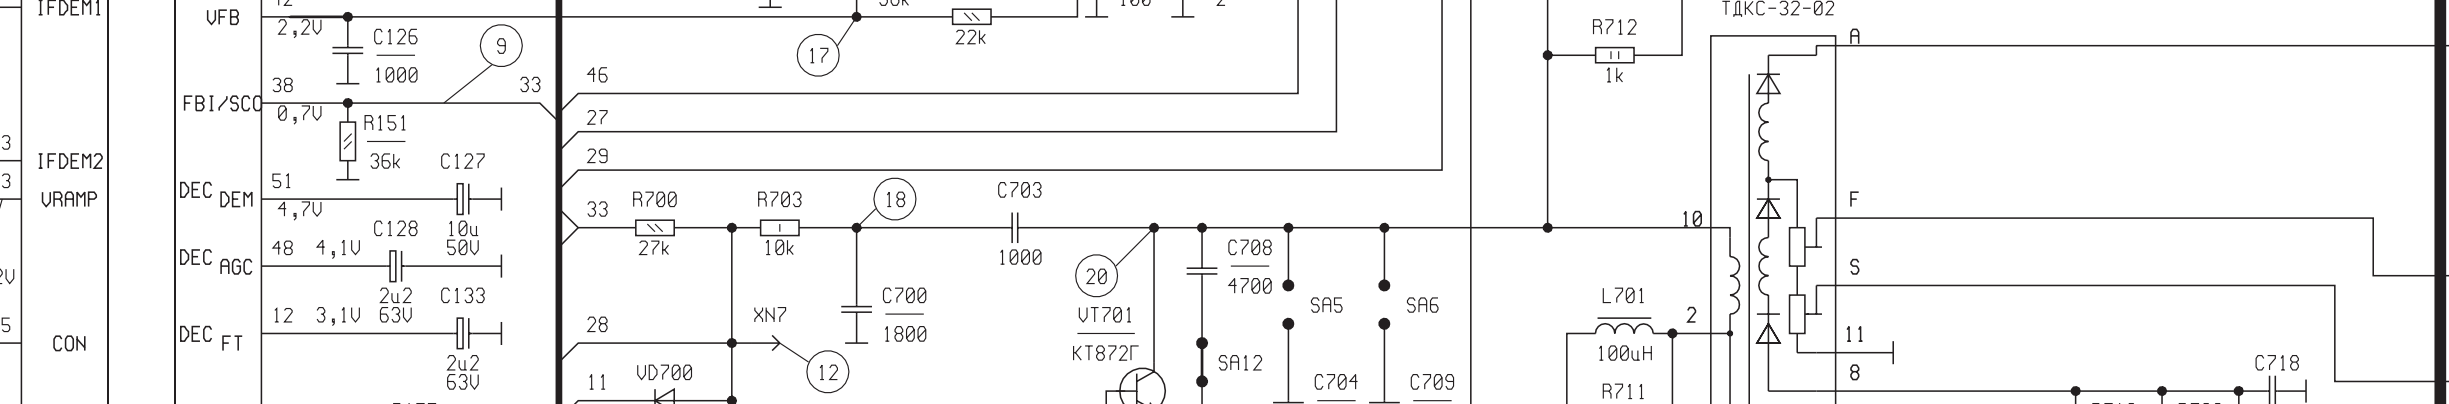 IFDEM1
VFB
2,2V
C126
1000
9
17
22k
R712
1k
ТДКС-32-02
A
38
FBI/SCO
0,7V
33
46
27
29
R151
36k
3
IFDEM2
3
VRAMP
51
DEC DEM
4,7V
C127
10u
50V
48
DEC AGC
4,1V
C128
2u2
63V
12
DEC FT
3,1V
C133
2u2
63V
5
CON
33
R700
27k
R703
10k
18
C703
1000
20
C708
4700
10
F
S
C700
1800
VT701
КТ872Г
SA5
SA6
L701
100uH
2
11
8
28
XN7
12
SA12
11
VD700
C704
C709
R711
C718